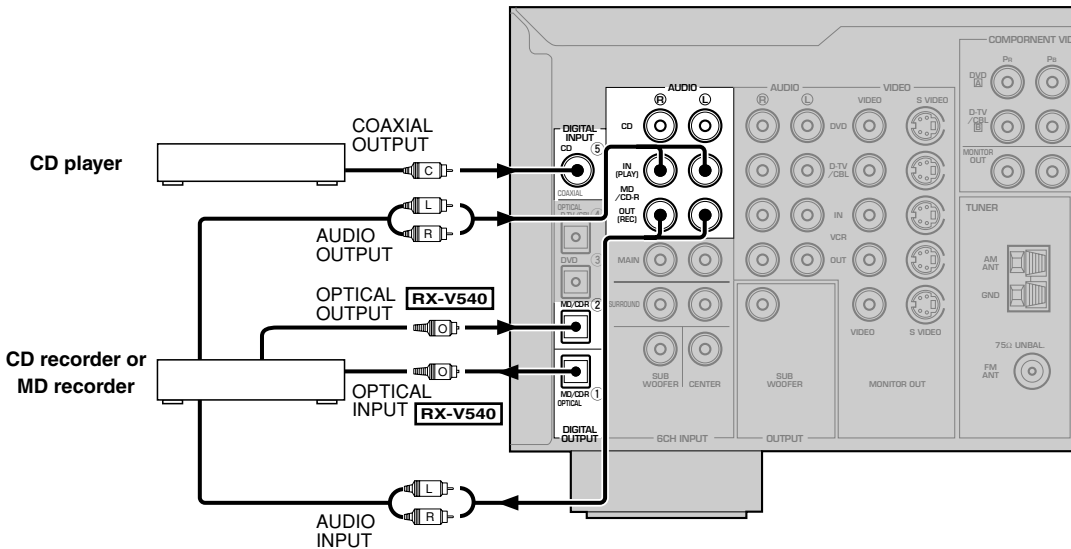 COAXIAL
OUTPUT
CD player
C
L
R
AUDIO
OUTPUT
OPTICAL
OUTPUT
RX-V540
O
CD recorder or
MD recorder
O
OPTICAL
INPUT
RX-V540
L
R
AUDIO
INPUT
DIGITAL
INPUT
CD
5
COAXIAL
OPTICAL
4
DVD
3
MD/CD-R
2
MD/CD-R
1
OPTICAL
DIGITAL
OUTPUT
AUDIO
R
L
CD
IN
(PLAY)
MD
/CD-R
OUT
(REC)
MAIN
SURROUND
SUB
WOOFER
CENTER
6CH INPUT
AUDIO
R
L
SUB
WOOFER
OUTPUT
VIDEO
VIDEO
S VIDEO
DVD
D-TV
/CBL
IN
VCR
OUT
VIDEO
S VIDEO
MONITOR OUT
COMPORNENT VID
PB
PB
DVD
A
D-TV
/CBL
B
MONITOR
OUT
TUNER
AM
ANT
GND
75Ω UNBAL.
FM
ANT